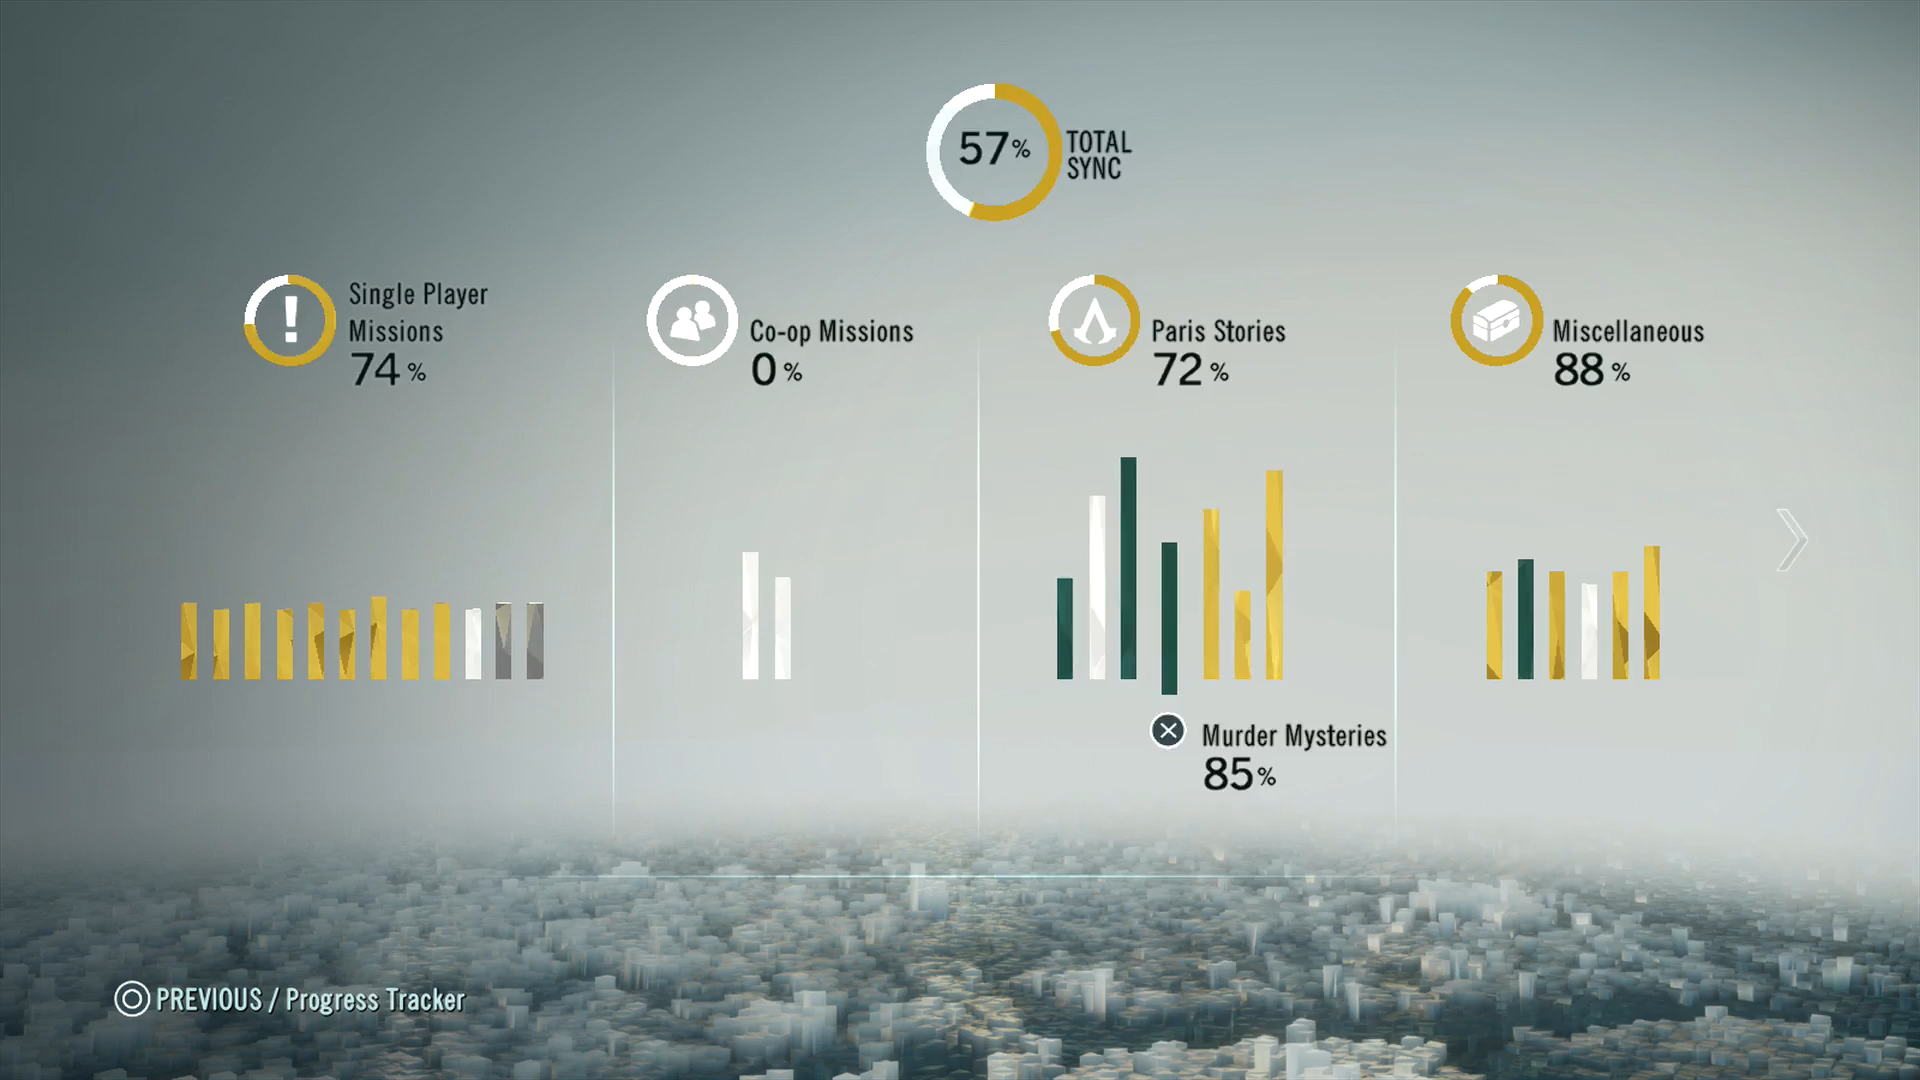 57%
TOTAL
SYNC
Single Player
Missions
74 %
Co-op Missions
0 %
Paris Stories
72 %
Miscellaneous
88 %
Murder Mysteries
85%
PREVIOUS / Progress Tracker